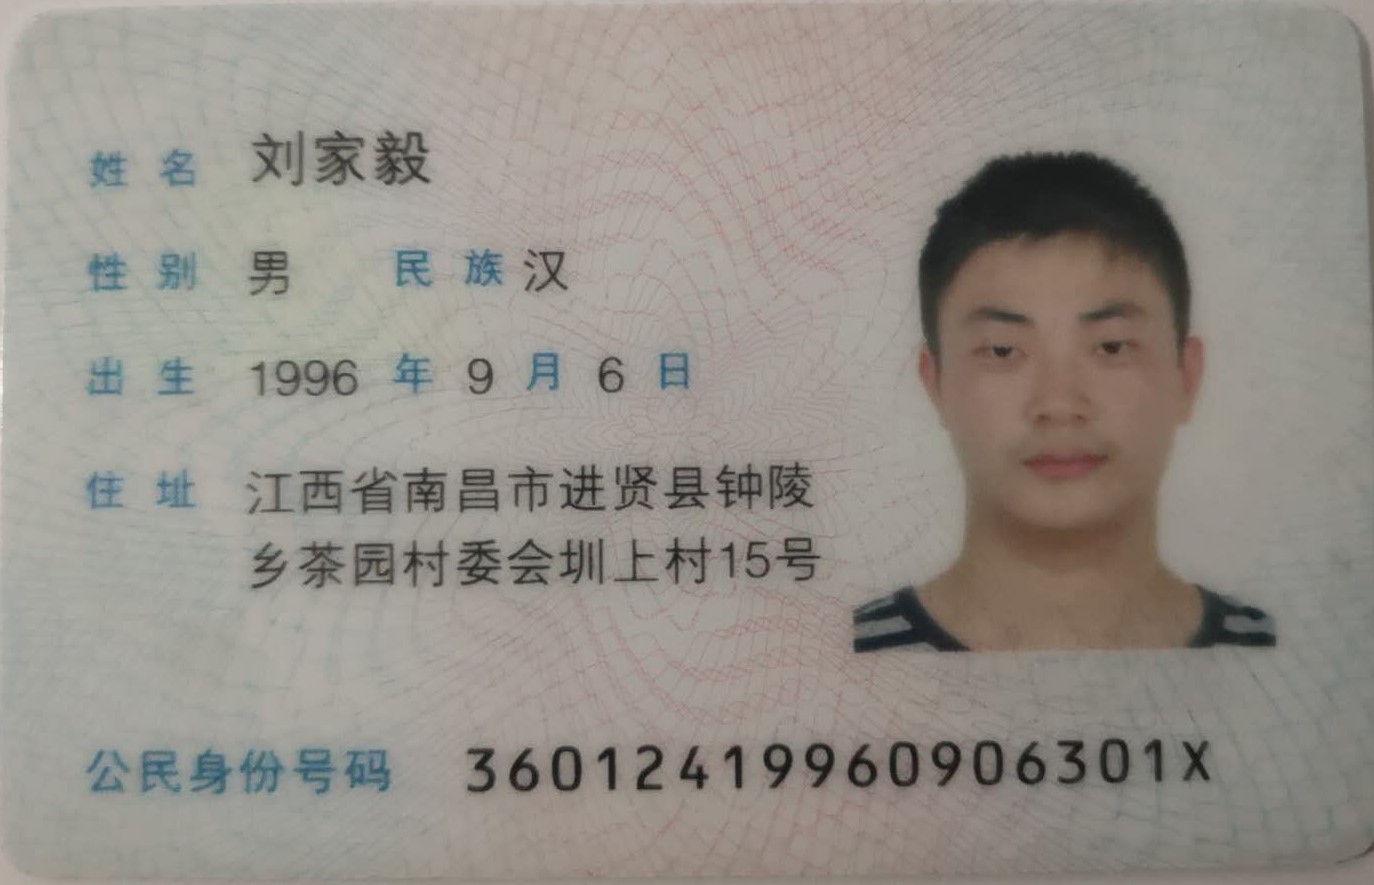 姓名 刘家毅
性别 男 民族 汉
出生 1996 年 9 月 6 日
住址 江西省南昌市进贤县钟陵
乡茶园村委会圳上村15号
公民身份号码 36012419960906301X